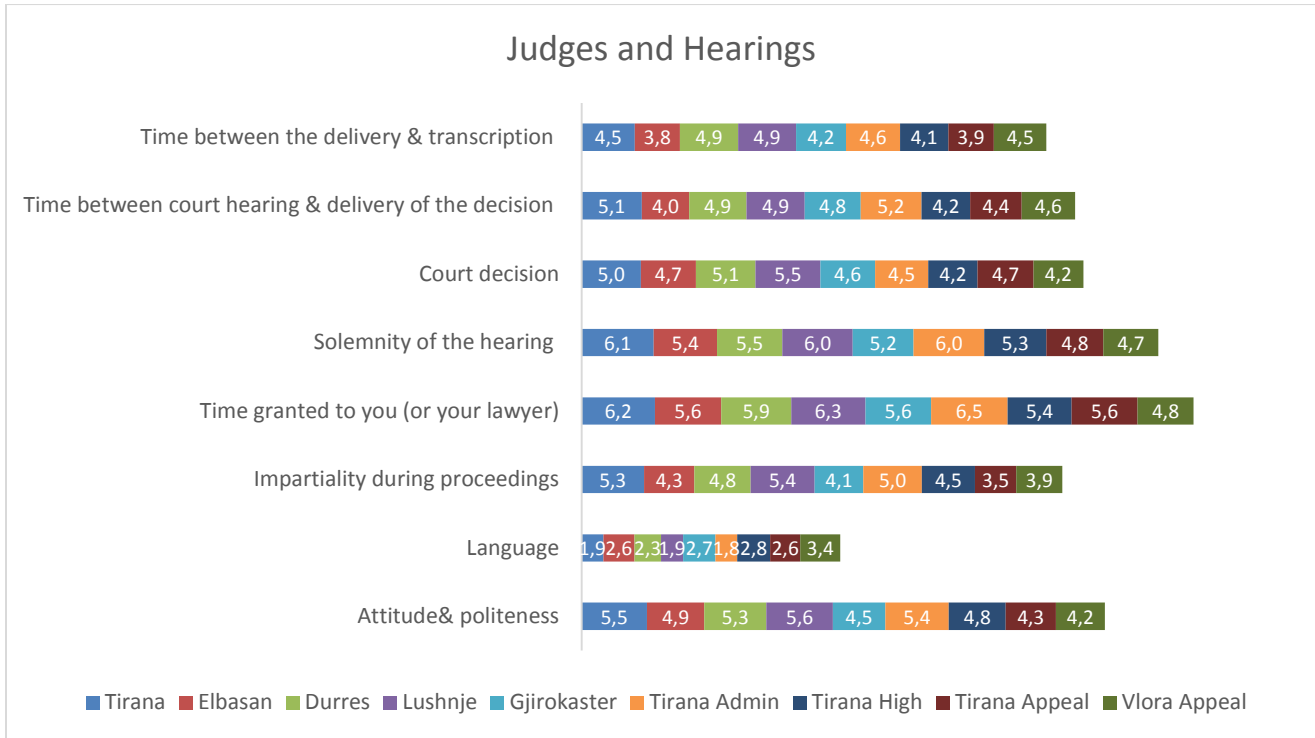 Judges and Hearings
Time between the delivery & transcription 4,5 3,8 4,9 4,9 4,2 4,6 4,1 3,9 4,5
Time between court hearing & delivery of the decision 5,1 4,0 4,9 4,9 4,8 5,2 4,2 4,4 4,6
Court decision 5,0 4,7 5,1 5,5 4,6 4,5 4,2 4,7 4,2
Solemnity of the hearing 6,1 5,4 5,5 6,0 5,2 6,0 5,3 4,8 4,7
Time granted to you (or your lawyer) 6,2 5,6 5,9 6,3 5,6 6,5 5,4 5,6 4,8
Impartiality during proceedings 5,3 4,3 4,8 5,4 4,1 5,0 4,5 3,5 3,9
Language 1,9 2,6 2,3 1,9 2,7 1,8 2,8 2,6 3,4
Attitude& politeness 5,5 4,9 5,3 5,6 4,5 5,4 4,8 4,3 4,2
Tirana Elbasan Durres Lushnje Gjirokaster Tirana Admin Tirana High Tirana Appeal Vlora Appeal